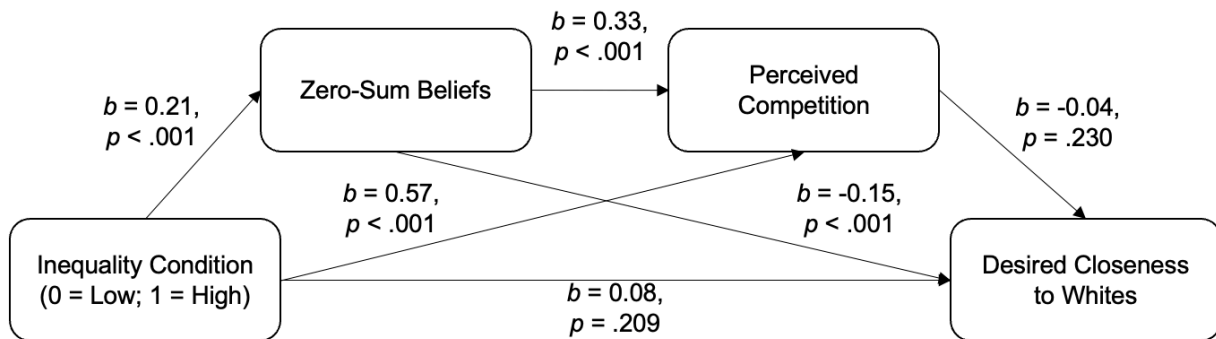 b = 0.33,
p < .001
Zero-Sum Beliefs
Perceived
Competition
b = 0.21,
p < .001
b = -0.04,
p = .230
b = 0.57,
p < .001
b = -0.15,
p < .001
Inequality Condition
(0 = Low; 1 = High)
b = 0.08,
p = .209
Desired Closeness
to Whites